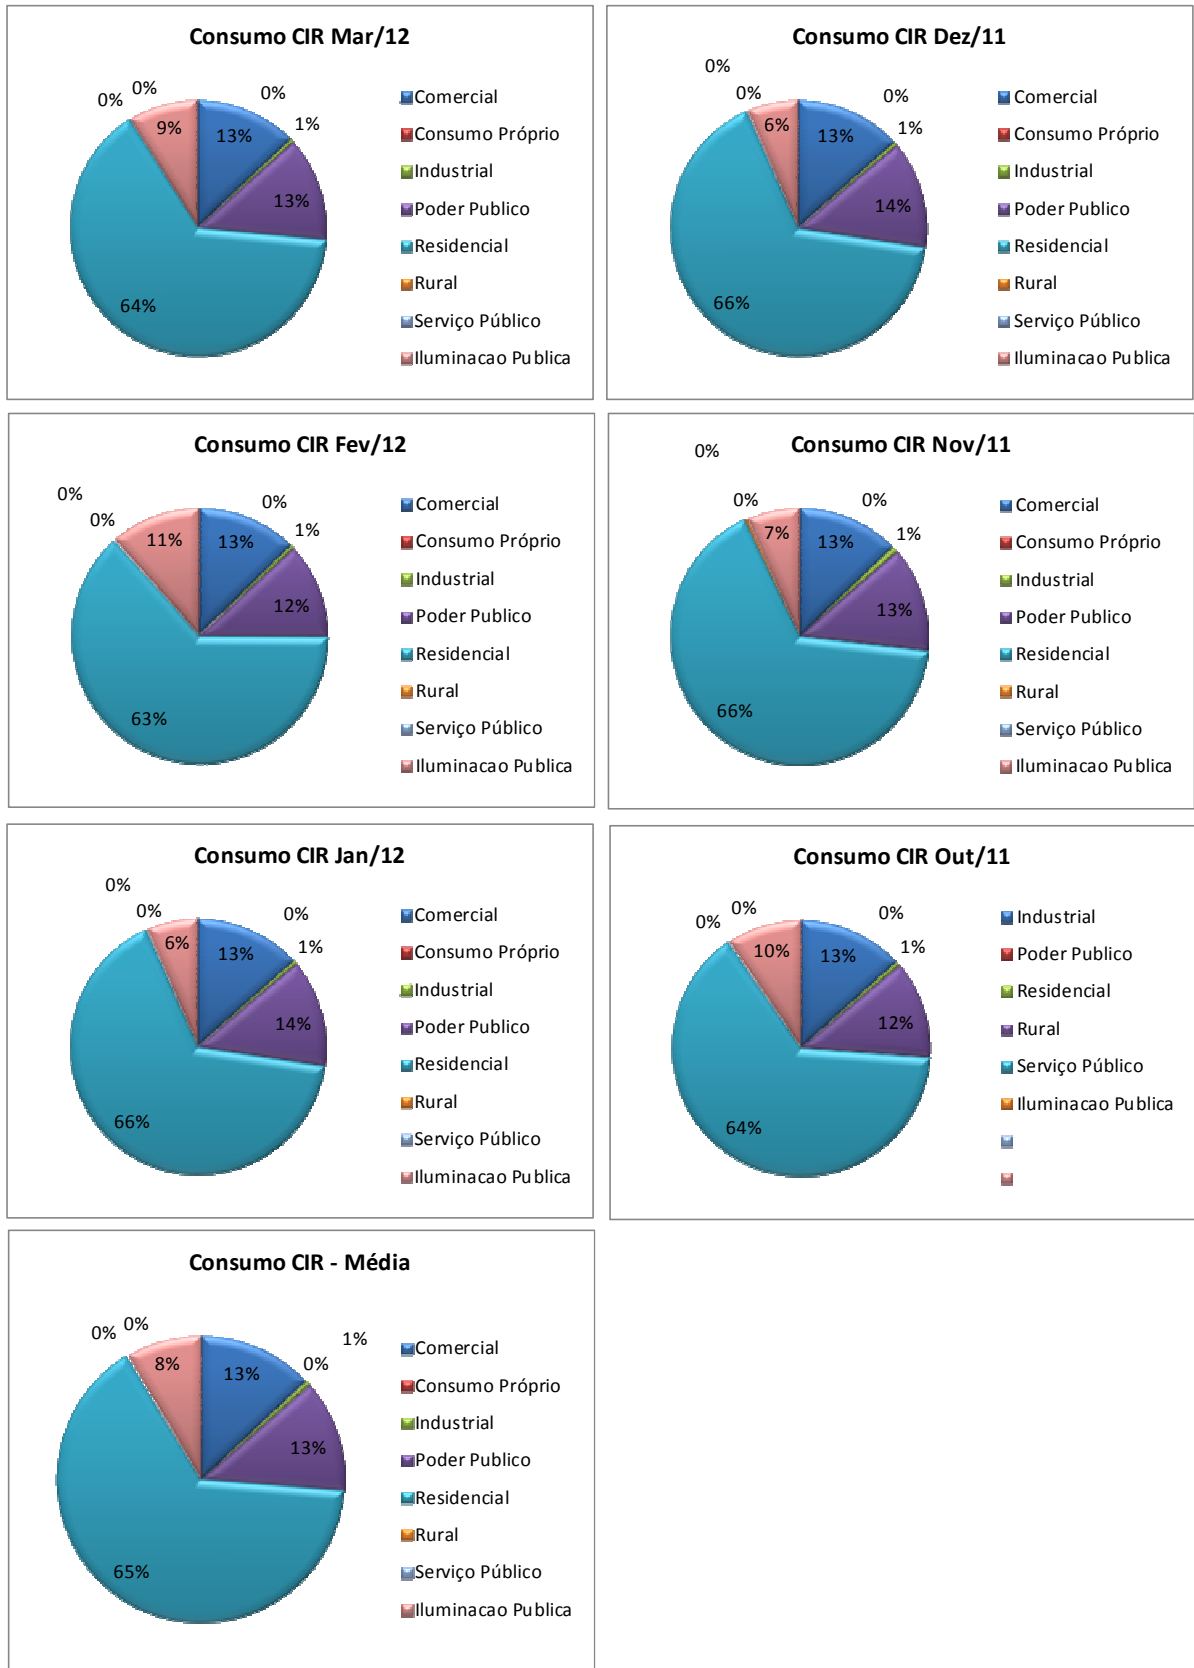 Consumo CIR Mar/12
0%
0%
0%
1%
9%
13%
13%
64%
Comercial
Consumo Próprio
Industrial
Poder Publico
Residencial
Rural
Serviço Público
Iluminacao Publica
Consumo CIR Dez/11
0%
0%
0%
1%
6%
13%
14%
66%
Comercial
Consumo Próprio
Industrial
Poder Publico
Residencial
Rural
Serviço Público
Iluminacao Publica
Consumo CIR Fev/12
0%
0%
0%
1%
11%
13%
12%
63%
Comercial
Consumo Próprio
Industrial
Poder Publico
Residencial
Rural
Serviço Público
Iluminacao Publica
Consumo CIR Nov/11
0%
0%
0%
1%
7%
13%
13%
66%
Comercial
Consumo Próprio
Industrial
Poder Publico
Residencial
Rural
Serviço Público
Iluminacao Publica
Consumo CIR Jan/12
0%
0%
0%
1%
6%
13%
14%
66%
Comercial
Consumo Próprio
Industrial
Poder Publico
Residencial
Rural
Serviço Público
Iluminacao Publica
Consumo CIR Out/11
0%
0%
0%
1%
10%
13%
12%
64%
Industrial
Poder Publico
Residencial
Rural
Serviço Público
Iluminacao Publica
Consumo CIR - Média
0%
0%
1%
0%
8%
13%
13%
65%
Comercial
Consumo Próprio
Industrial
Poder Publico
Residencial
Rural
Serviço Público
Iluminacao Publica